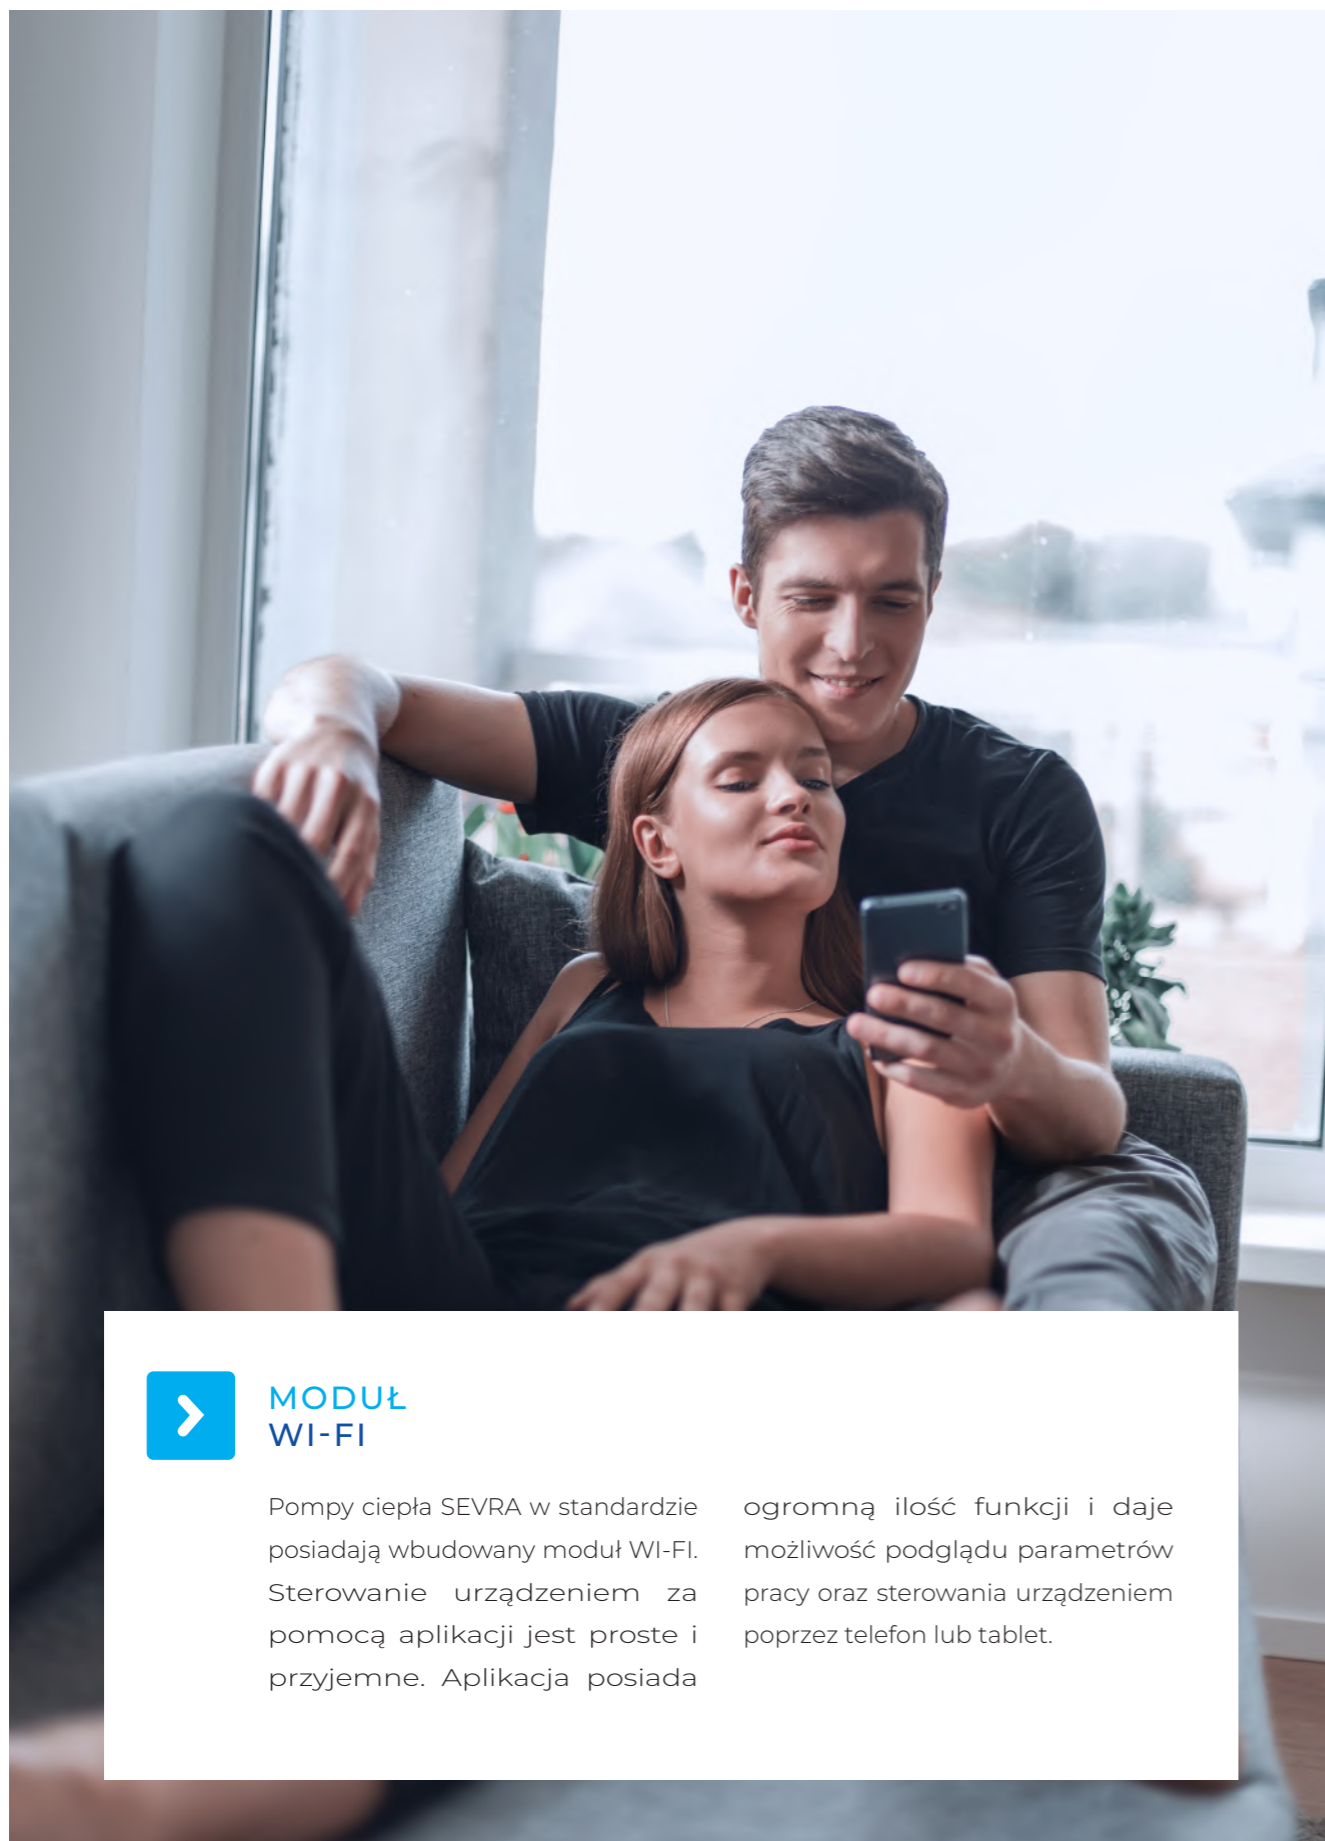 MODUŁ
WI-FI
Pompy ciepła SEVRA w standardzie
posiadają wbudowany moduł WI-FI.
Sterowanie urządzeniem za
pomocą aplikacji jest proste i
przyjemne. Aplikacja posiada
ogromną ilość funkcji i daje
możliwość podglądu parametrów
pracy oraz sterowania urządzeniem
poprzez telefon lub tablet.